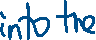 into the